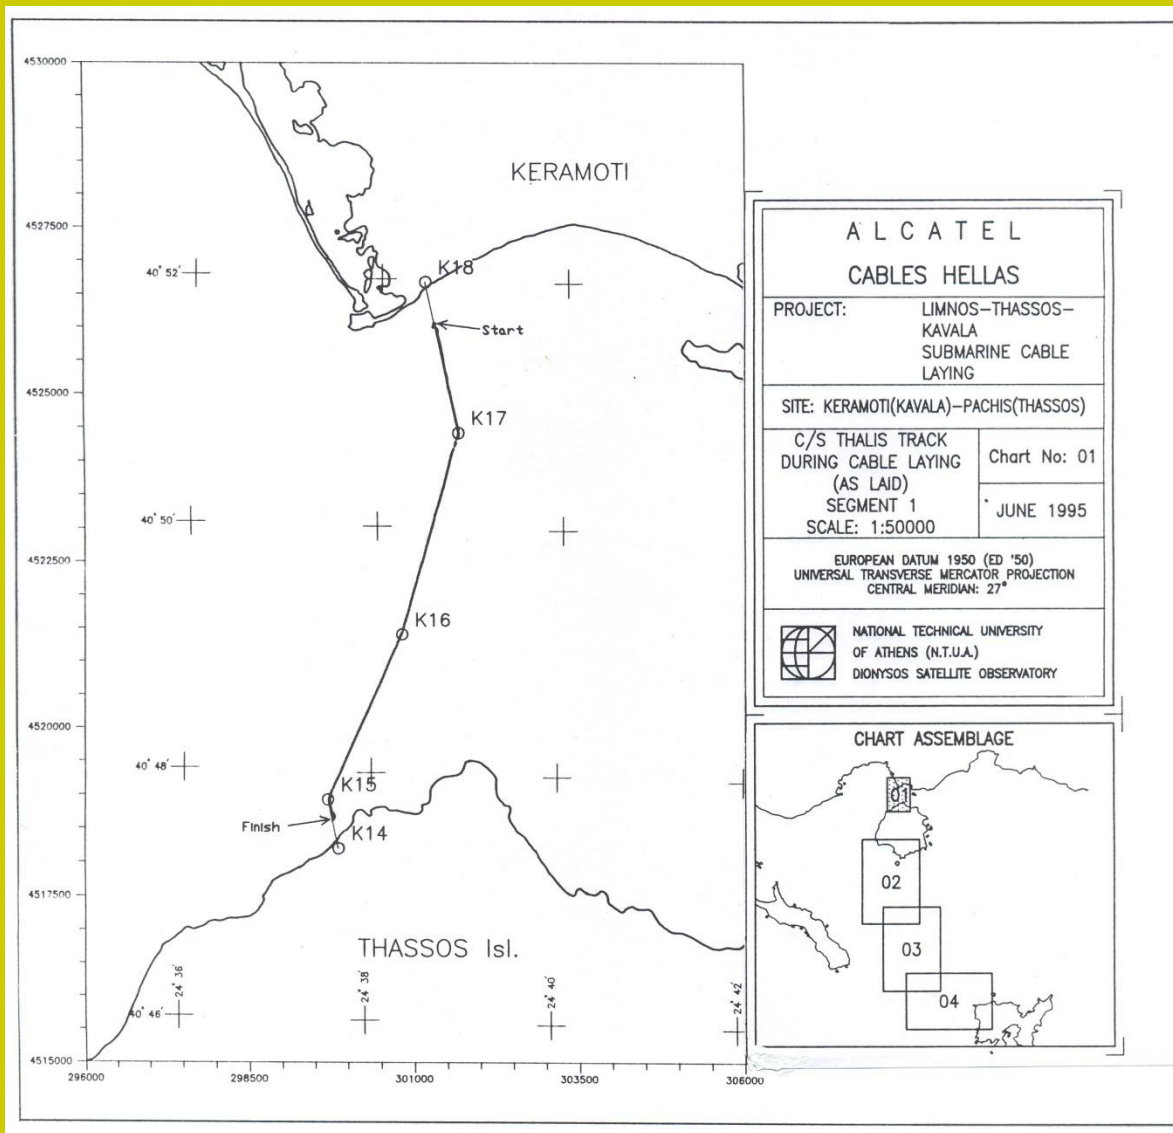 4530000
KERAMOTI
4527500
40° 52'
K18
Start
4525000
K17
40° 50'
4522500
K16
4520000
40° 48'
K15
Finish
K14
4517500
THASSOS Isl.
24° 36'
24° 38'
24° 40'
24° 42'
40° 46'
4515000
296000
298500
301000
303500
306000
ALCATEL
CABLES HELLAS
PROJECT: LIMNOS-THASSOS-
KAVALA
SUBMARINE CABLE
LAYING
SITE: KERAMOTI(KAVALA)-PACHIS(THASSOS)
C/S THALIS TRACK
DURING CABLE LAYING
(AS LAID)
SEGMENT 1
SCALE: 1:50000
Chart No: 01
JUNE 1995
EUROPEAN DATUM 1950 (ED '50)
UNIVERSAL TRANSVERSE MERCATOR PROJECTION
CENTRAL MERIDIAN: 27°
NATIONAL TECHNICAL UNIVERSITY
OF ATHENS (N.T.U.A.)
DIONYSOS SATELLITE OBSERVATORY
CHART ASSEMBLAGE
01
02
03
04